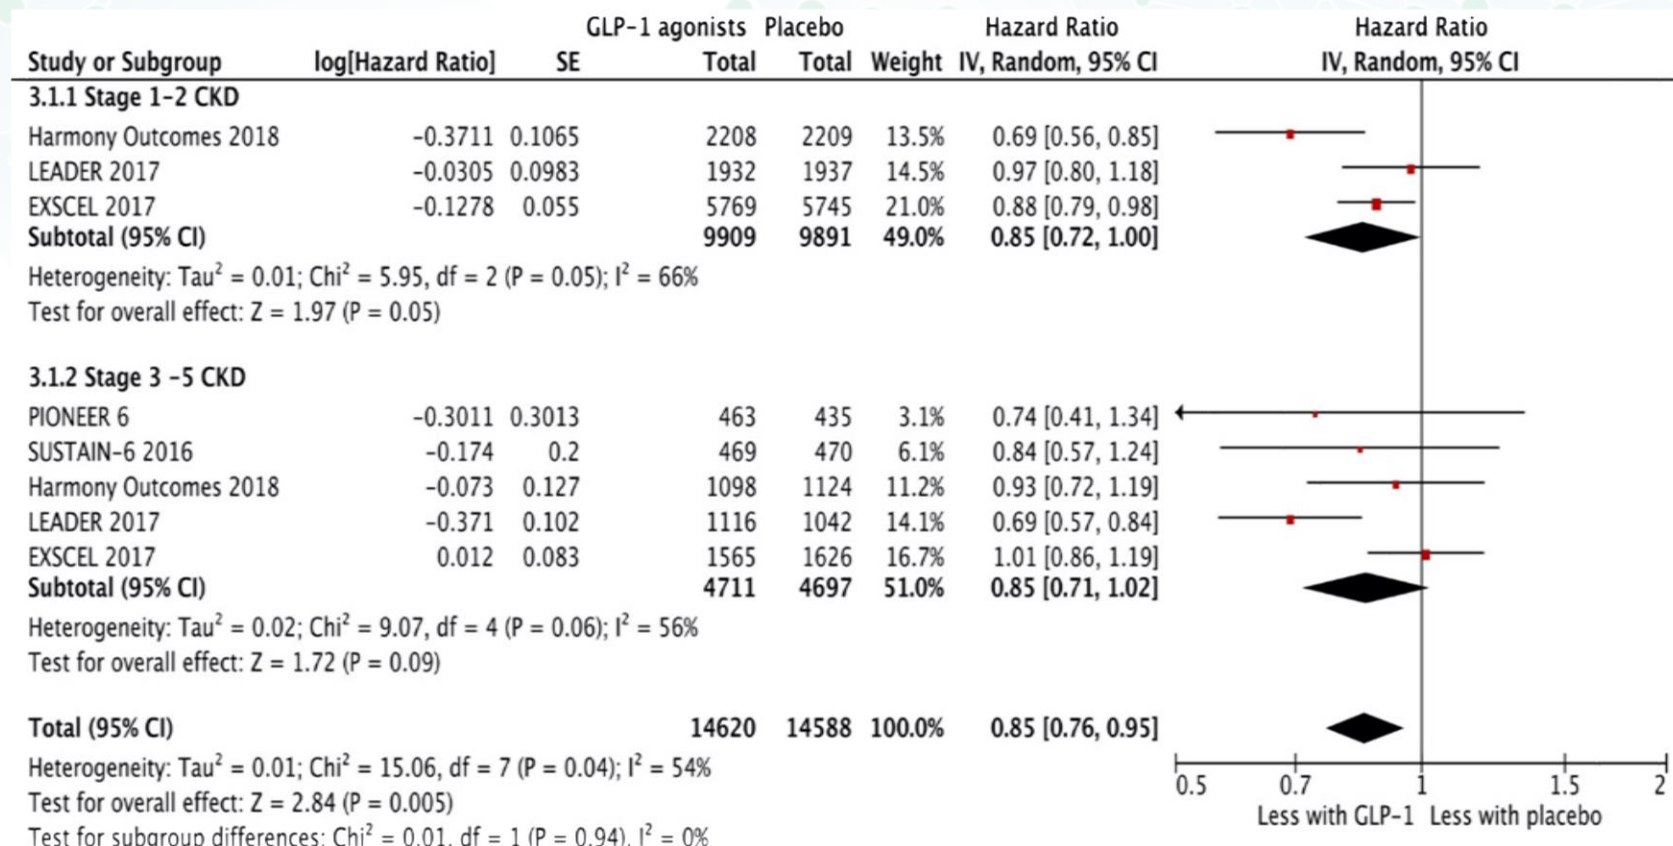 GLP-1 agonists Placebo Hazard Ratio Hazard Ratio
Study or Subgroup log[Hazard Ratio] SE Total Total Weight IV, Random, 95% CI IV, Random, 95% CI
3.1.1 Stage 1-2 CKD
Harmony Outcomes 2018 -0.3711 0.1065 2208 2209 13.5% 0.69 [0.56, 0.85]
LEADER 2017 -0.0305 0.0983 1932 1937 14.5% 0.97 [0.80, 1.18]
EXSCEL 2017 -0.1278 0.055 5769 5745 21.0% 0.88 [0.79, 0.98]
Subtotal (95% CI) 9909 9891 49.0% 0.85 [0.72, 1.00]
Heterogeneity: Tau² = 0.01; Chi² = 5.95, df = 2 (P = 0.05); I² = 66%
Test for overall effect: Z = 1.97 (P = 0.05)
3.1.2 Stage 3 -5 CKD
PIONEER 6 -0.3011 0.3013 463 435 3.1% 0.74 [0.41, 1.34]
SUSTAIN-6 2016 -0.174 0.2 469 470 6.1% 0.84 [0.57, 1.24]
Harmony Outcomes 2018 -0.073 0.127 1098 1124 11.2% 0.93 [0.72, 1.19]
LEADER 2017 -0.371 0.102 1116 1042 14.1% 0.69 [0.57, 0.84]
EXSCEL 2017 0.012 0.083 1565 1626 16.7% 1.01 [0.86, 1.19]
Subtotal (95% CI) 4711 4697 51.0% 0.85 [0.71, 1.02]
Heterogeneity: Tau² = 0.02; Chi² = 9.07, df = 4 (P = 0.06); I² = 56%
Test for overall effect: Z = 1.72 (P = 0.09)
Total (95% CI) 14620 14588 100.0% 0.85 [0.76, 0.95]
Heterogeneity: Tau² = 0.01; Chi² = 15.06, df = 7 (P = 0.04); I² = 54%
Test for overall effect: Z = 2.84 (P = 0.005)
Test for subgroup differences: Chi² = 0.01, df = 1 (P = 0.94), I² = 0%
0.5 0.7 1 1.5 2
Less with GLP-1 Less with placebo